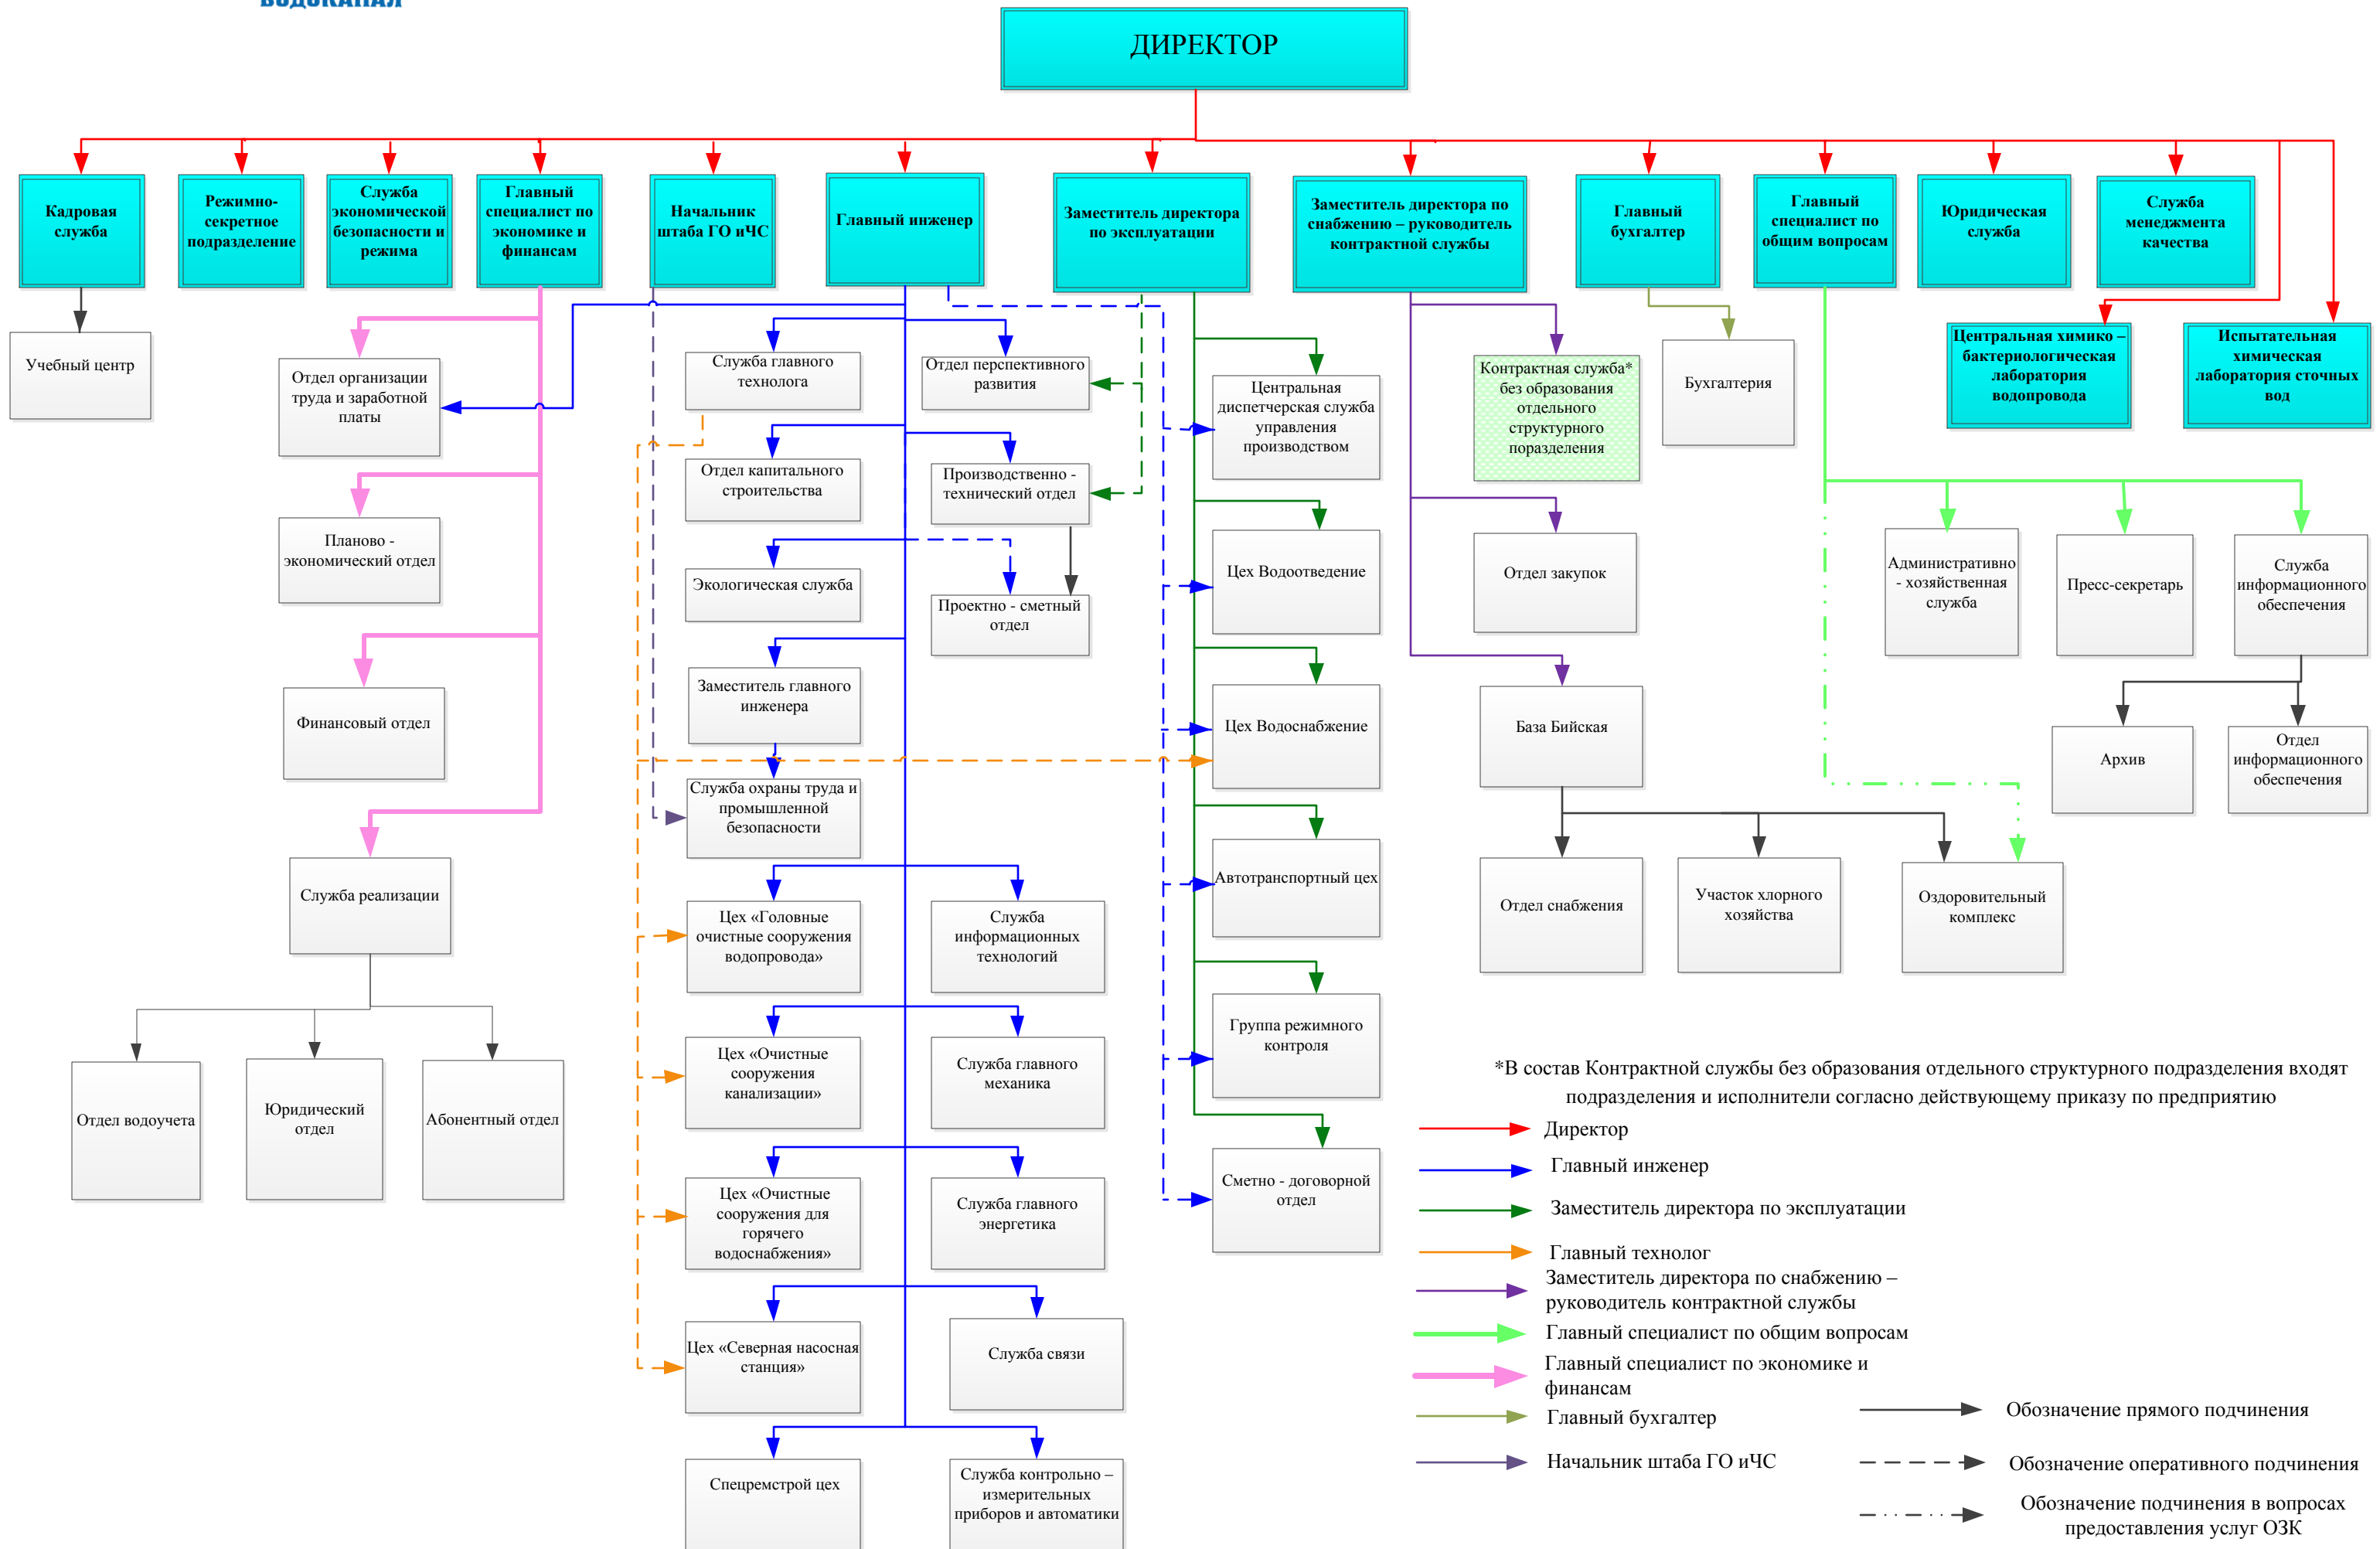 ВОДОКАНАЛ
ДИРЕКТОР
Кадровая
служба
Режимно-
секретное
подразделение
Служба
экономической
безопасности и
режима
Главный
специалист по
экономике и
финансам
Начальник
штаба ГО иЧС
Главный инженер
Заместитель директора
по эксплуатации
Заместитель директора по
снабжению – руководитель
контрактной службы
Главный
бухгалтер
Главный
специалист по
общим вопросам
Юридическая
служба
Служба
менеджмента
качества
Центральная химико –
бактериологическая
лаборатория
водопровода
Испытательная
химическая
лаборатория сточных
вод
Учебный центр
Отдел организации
труда и заработной
платы
Планово -
экономический отдел
Финансовый отдел
Служба реализации
Отдел водоучета
Юридический
отдел
Абонентный отдел
Служба главного
технолога
Отдел перспективного
развития
Отдел капитального
строительства
Производственно -
технический отдел
Экологическая служба
Проектно - сметный
отдел
Заместитель главного
инженера
Служба охраны труда и
промышленной
безопасности
Цех «Головные
очистные сооружения
водопровода»
Служба
информационных
технологий
Цех «Очистные
сооружения
канализации»
Служба главного
механика
Цех «Очистные
сооружения для
горячего
водоснабжения»
Служба главного
энергетика
Цех «Северная насосная
станция»
Служба связи
Спецремстрой цех
Служба контрольно –
измерительных
приборов и автоматики
Центральная
диспетчерская служба
управления
производством
Цех Водоотведение
Цех Водоснабжение
Автотранспортный цех
Группа режимного
контроля
Сметно - договорной
отдел
Контрактная служба*
без образования
отдельного
структурного
поразделения
Отдел закупок
База Бийская
Отдел снабжения
Участок хлорного
хозяйства
Оздоровительный
комплекс
Бухгалтерия
Административно
- хозяйственная
служба
Пресс-секретарь
Служба
информационного
обеспечения
Архив
Отдел
информационного
обеспечения
*В состав Контрактной службы без образования отдельного структурного подразделения входят
подразделения и исполнители согласно действующему приказу по предприятию
Директор
Главный инженер
Заместитель директора по эксплуатации
Главный технолог
Заместитель директора по снабжению –
руководитель контрактной службы
Главный специалист по общим вопросам
Главный специалист по экономике и
финансам
Главный бухгалтер
Начальник штаба ГО иЧС
Обозначение прямого подчинения
Обозначение оперативного подчинения
Обозначение подчинения в вопросах
предоставления услуг ОЗК